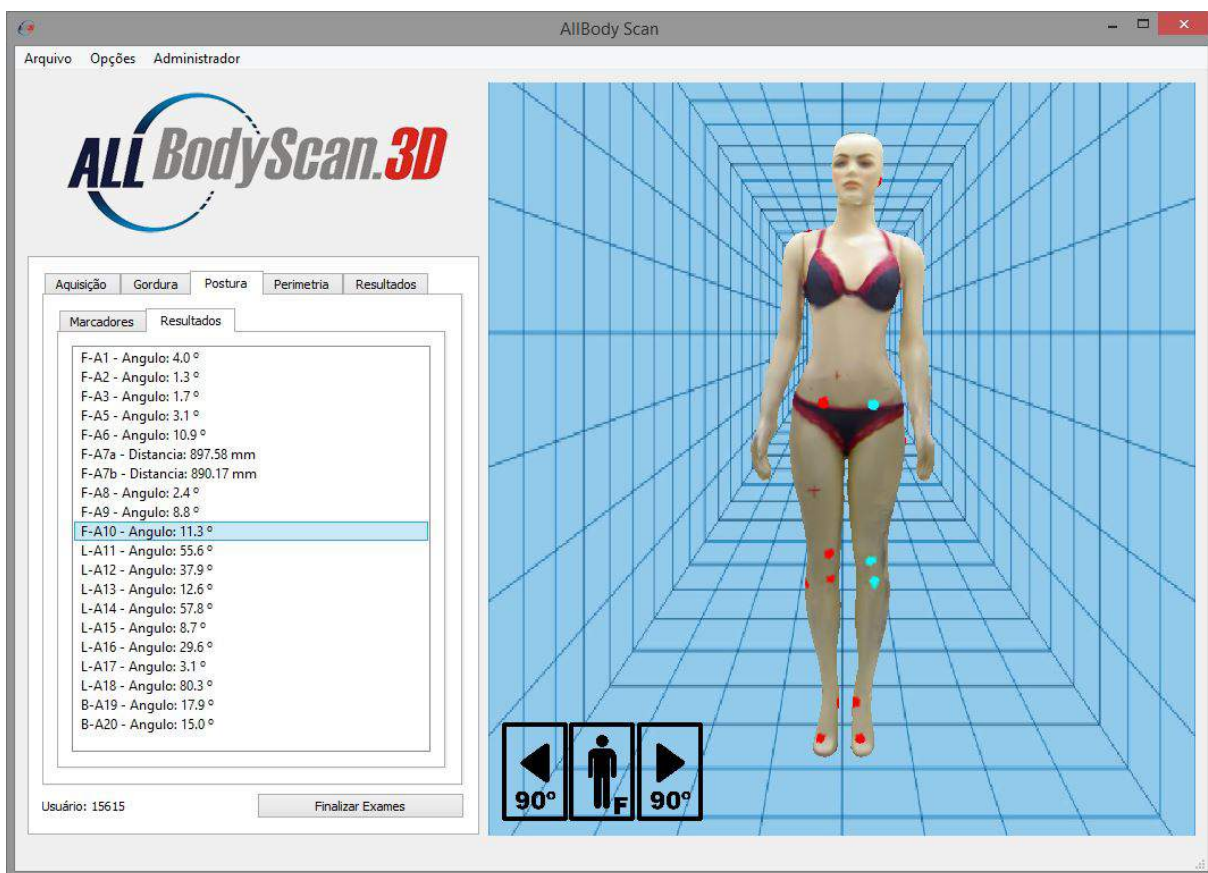 AllBody Scan
Arquivo Opções Administrador
ALL BodyScan.3D
Aquisição Gordura Postura Perimetria Resultados
Marcadores Resultados
F-A1 - Angulo: 4.0 º
F-A2 - Angulo: 1.3 º
F-A3 - Angulo: 1.7 º
F-A5 - Angulo: 3.1 º
F-A6 - Angulo: 10.9 º
F-A7a - Distancia: 897.58 mm
F-A7b - Distancia: 890.17 mm
F-A8 - Angulo: 2.4 º
F-A9 - Angulo: 8.8 º
F-A10 - Angulo: 11.3 º
L-A11 - Angulo: 55.6 º
L-A12 - Angulo: 37.9 º
L-A13 - Angulo: 12.6 º
L-A14 - Angulo: 57.8 º
L-A15 - Angulo: 8.7 º
L-A16 - Angulo: 29.6 º
L-A17 - Angulo: 3.1 º
L-A18 - Angulo: 80.3 º
B-A19 - Angulo: 17.9 º
B-A20 - Angulo: 15.0 º
Usuário: 15615
Finalizar Exames
90º F 90º